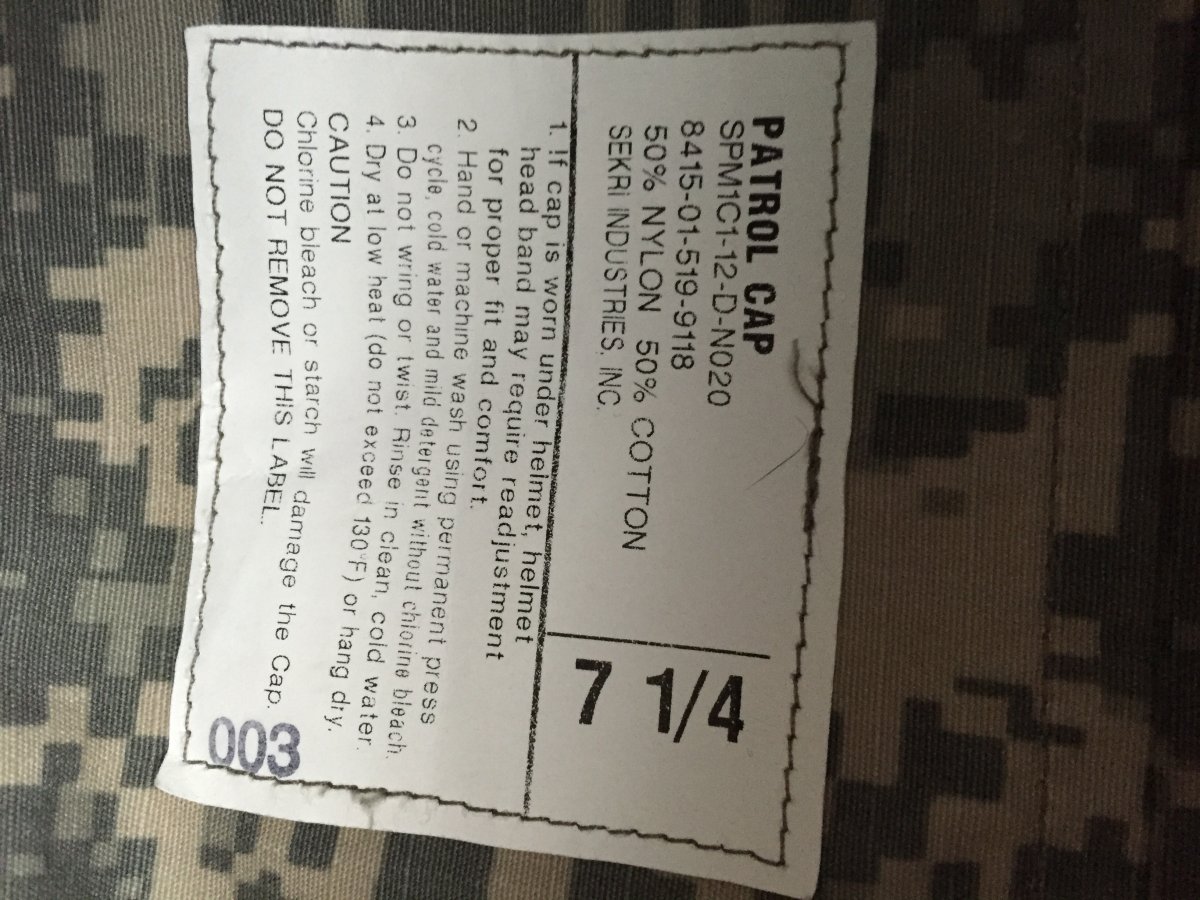 PATROL CAP
SPM1C1-12-D-N020
8415-01-519-9118
50% NYLON 50% COTTON
SEKRI INDUSTRIES, INC.
7 1/4
1. If cap is worn under helmet, helmet
head band may require readjustment
for proper fit and comfort.
2. Hand or machine wash using permanent press
cycle, cold water and mild detergent without chlorine bleach.
3. Do not wring or twist. Rinse in clean, cold water.
4. Dry at low heat (do not exceed 130°F) or hang dry.
CAUTION
Chlorine bleach or starch will damage the Cap.
DO NOT REMOVE THIS LABEL.
003